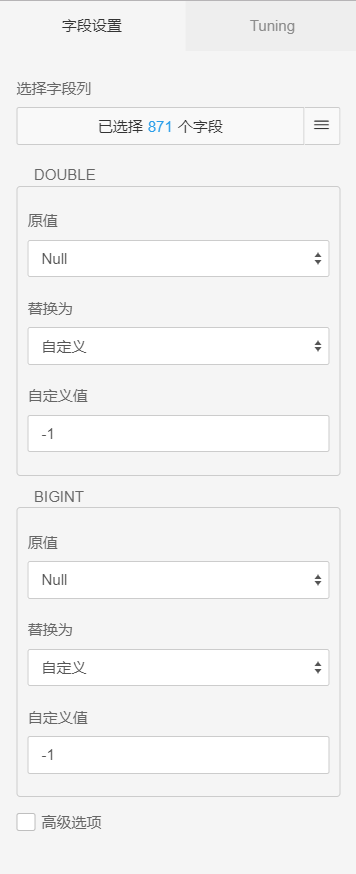 字段设置
Tuning
选择字段列
已选择 871 个字段
DOUBLE
原值
Null
替换为
自定义
自定义值
-1
BIGINT
原值
Null
替换为
自定义
自定义值
-1
高级选项